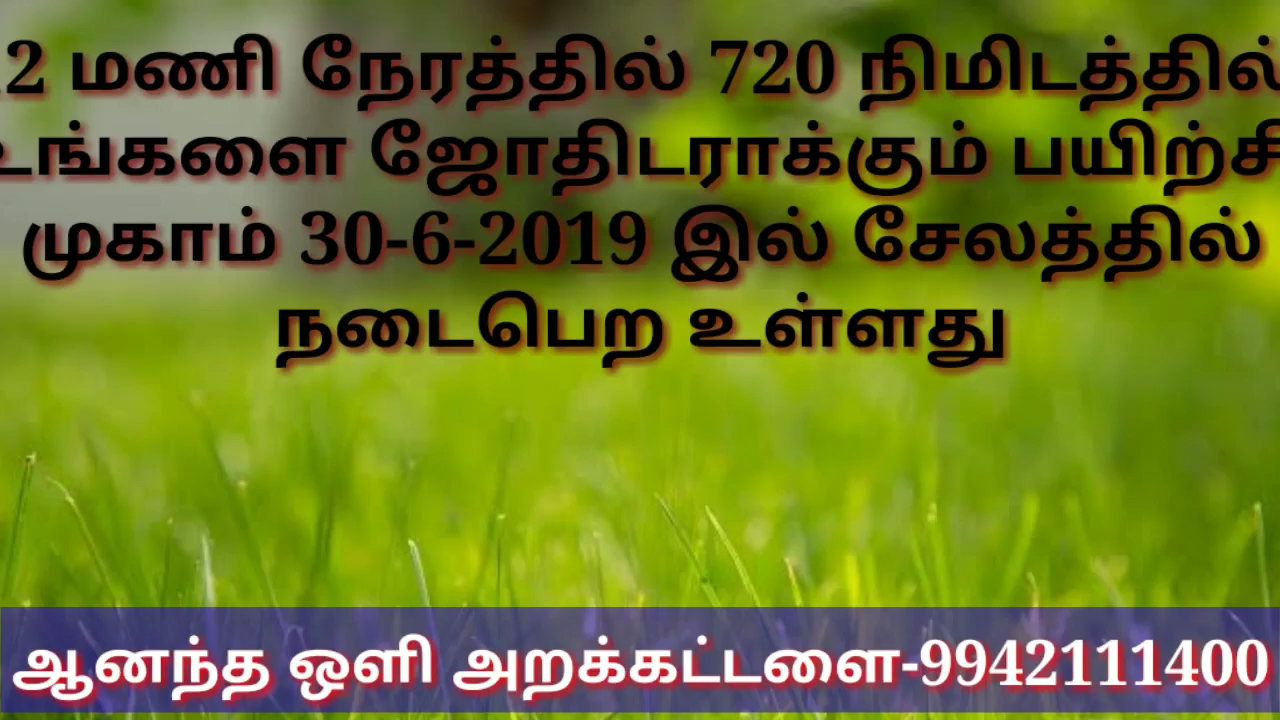 12 மணி நேரத்தில் 720 நிமிடத்தில்
உங்களை ஜோதிடராக்கும் பயிற்சி
முகாம் 30-6-2019 இல் சேலத்தில்
நடைபெற உள்ளது
ஆனந்த ஒளி அறக்கட்டளை-9942111400